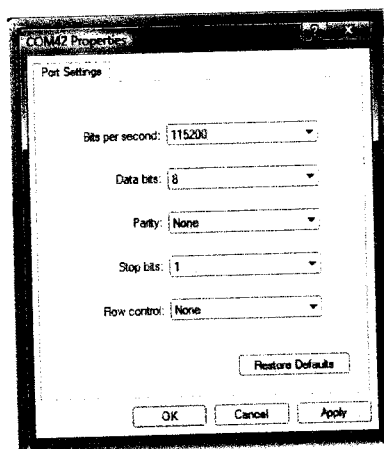 COM42 Properties
Port Settings
Bits per second: 115200
Data bits: 8
Parity: None
Stop bits: 1
Flow control: None
Restore Defaults
OK Cancel Apply